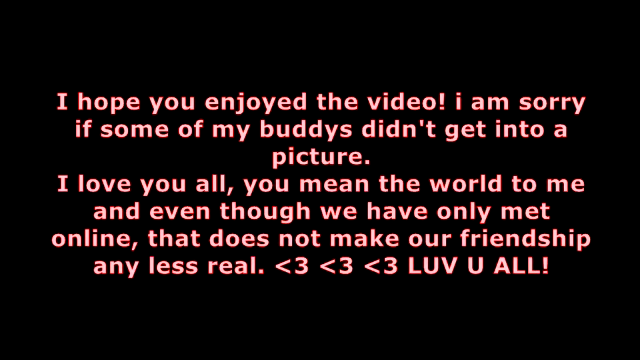 I hope you enjoyed the video! i am sorry
if some of my buddys didn't get into a
picture.
I love you all, you mean the world to me
and even though we have only met
online, that does not make our friendship
any less real. <3 <3 <3 LUV U ALL!